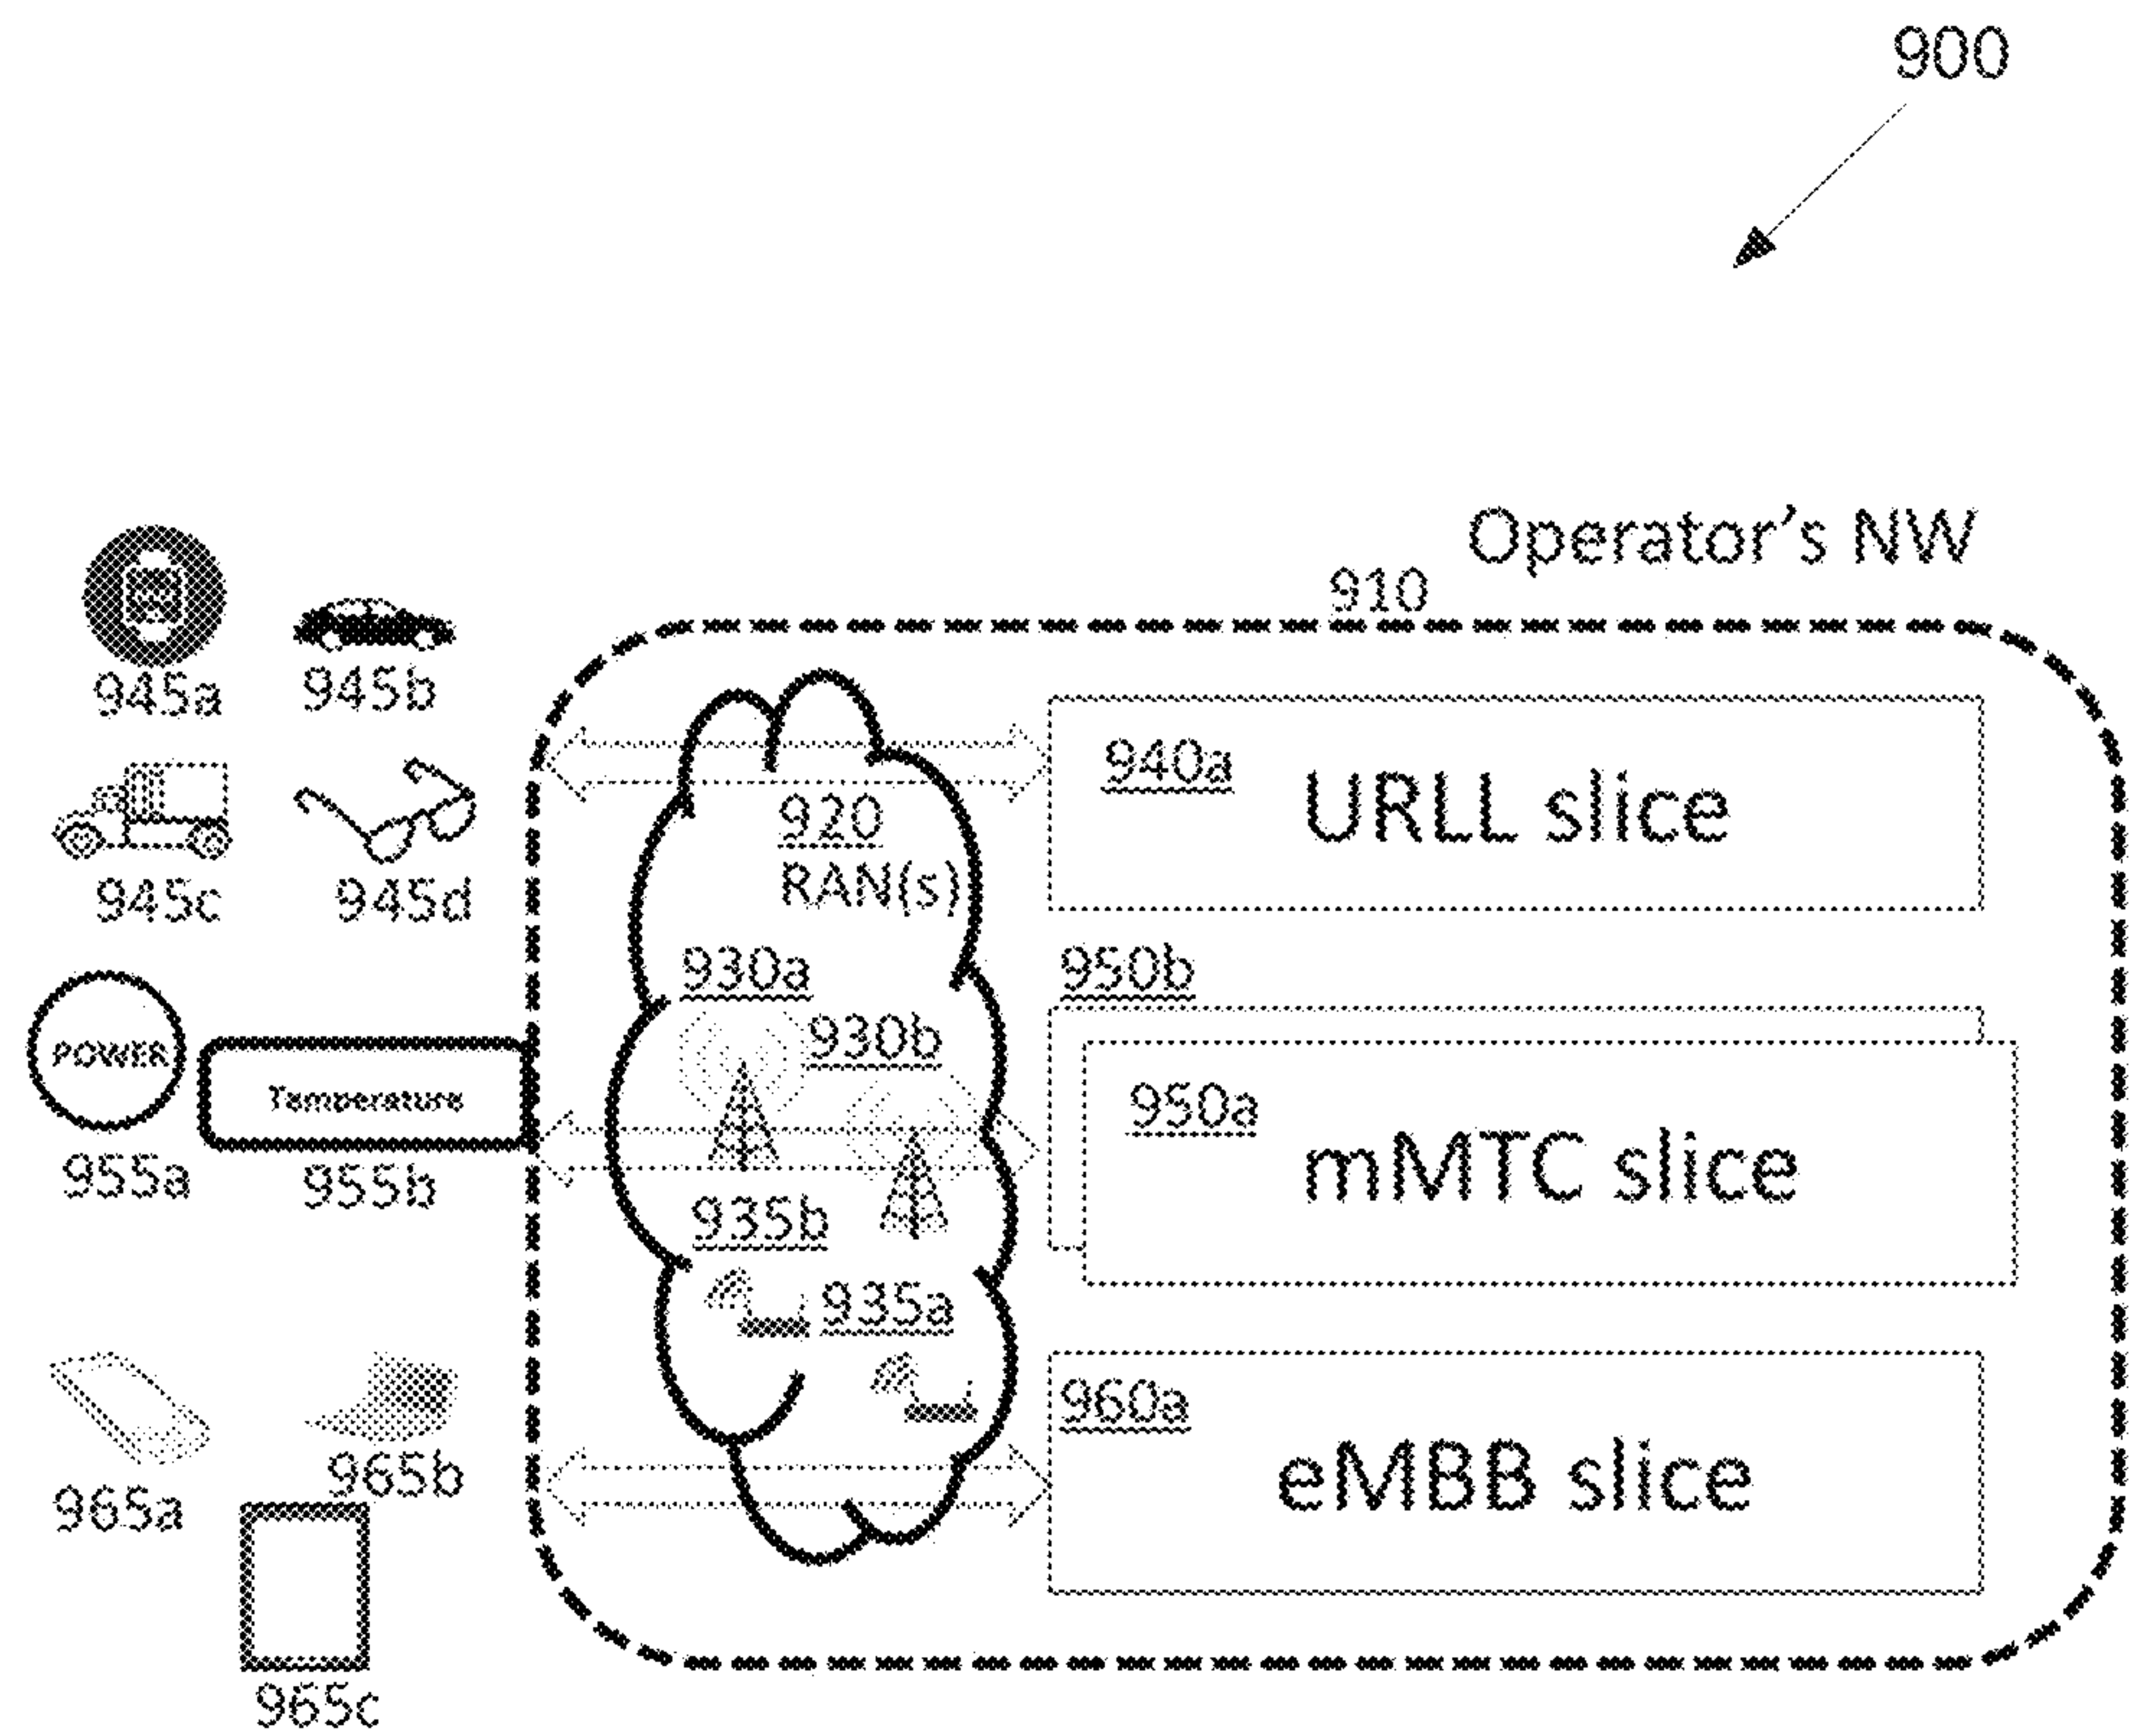 900
Operator's NW
910
945a
945b
940a
URLL slice
920
RAN(s)
945c
945d
930a
950b
930b
POWER
Temperature
950a
mMTC slice
955a
955b
935b
935a
960a
eMBB slice
965b
965a
965c